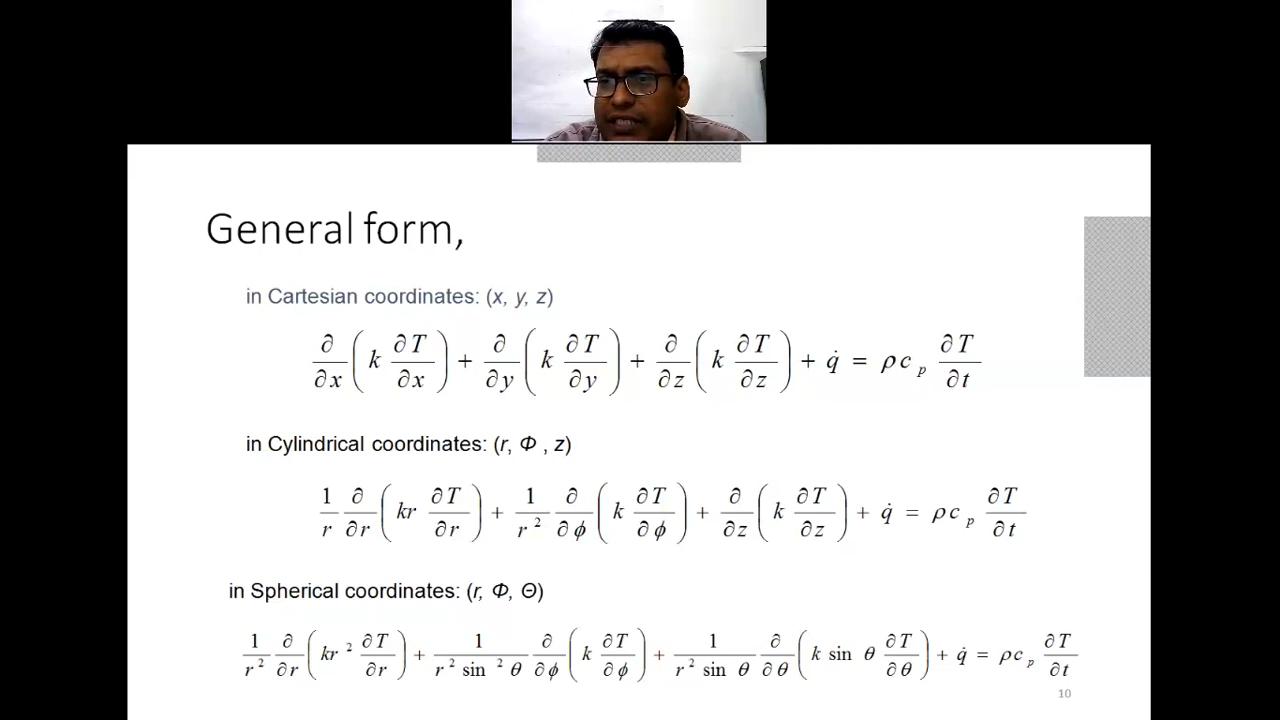 General form,
in Cartesian coordinates: (x, y, z)
∂/∂x (k ∂T/∂x) + ∂/∂y (k ∂T/∂y) + ∂/∂z (k ∂T/∂z) + q̇ = ρc_p ∂T/∂t
in Cylindrical coordinates: (r, Φ , z)
1/r ∂/∂r (kr ∂T/∂r) + 1/r² ∂/∂ϕ (k ∂T/∂ϕ) + ∂/∂z (k ∂T/∂z) + q̇ = ρc_p ∂T/∂t
in Spherical coordinates: (r, Φ, Θ)
1/r² ∂/∂r (kr² ∂T/∂r) + 1/(r² sin² θ) ∂/∂ϕ (k ∂T/∂ϕ) + 1/(r² sin θ) ∂/∂θ (k sin θ ∂T/∂θ) + q̇ = ρc_p ∂T/∂t
10